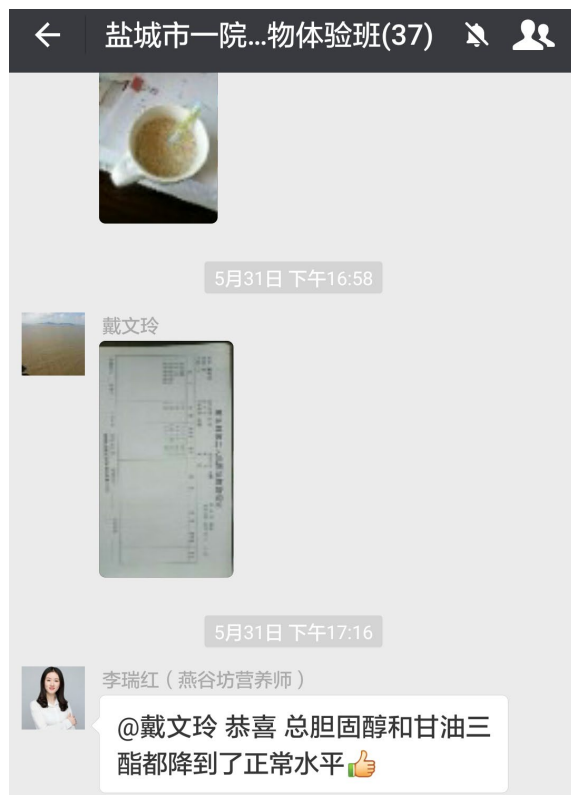 盐城市一院...物体验班(37)
5月31日 下午16:58
戴文玲
5月31日 下午17:16
李瑞红（燕谷坊营养师）
@戴文玲 恭喜 总胆固醇和甘油三
酯都降到了正常水平